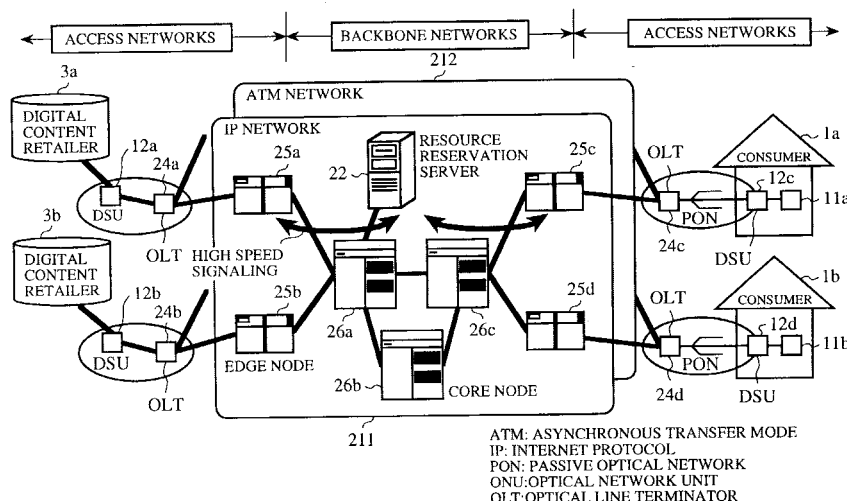 ACCESS NETWORKS
BACKBONE NETWORKS
ACCESS NETWORKS
212
3a
ATM NETWORK
1a
DIGITAL
CONTENT
RETAILER
12a
24a
IP NETWORK
25a
22
RESOURCE
RESERVATION
SERVER
25c
OLT
CONSUMER
12c
11a
DSU
OLT
PON
24c
DSU
3b
HIGH SPEED
SIGNALING
1b
DIGITAL
CONTENT
RETAILER
12b
24b
25b
26a
26c
25d
OLT
CONSUMER
12d
11b
DSU
OLT
EDGE NODE
26b
CORE NODE
PON
24d
DSU
211
ATM: ASYNCHRONOUS TRANSFER MODE
IP: INTERNET PROTOCOL
PON: PASSIVE OPTICAL NETWORK
ONU:OPTICAL NETWORK UNIT
OLT:OPTICAL LINE TERMINATOR